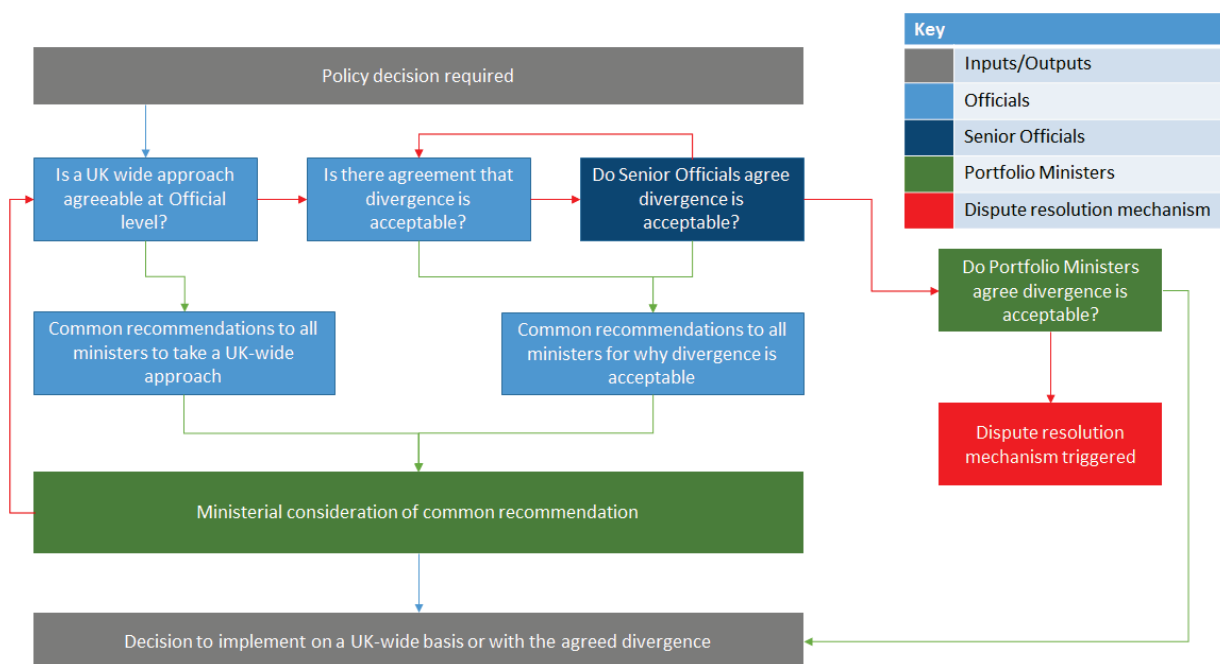 Key
Inputs/Outputs
Officials
Senior Officials
Portfolio Ministers
Dispute resolution mechanism
Policy decision required
Is a UK wide approach
agreeable at Official
level?
Is there agreement that
divergence is
acceptable?
Do Senior Officials agree
divergence is
acceptable?
Do Portfolio Ministers
agree divergence is
acceptable?
Common recommendations to all
ministers to take a UK-wide
approach
Common recommendations to all
ministers for why divergence is
acceptable
Dispute resolution
mechanism triggered
Ministerial consideration of common recommendation
Decision to implement on a UK-wide basis or with the agreed divergence